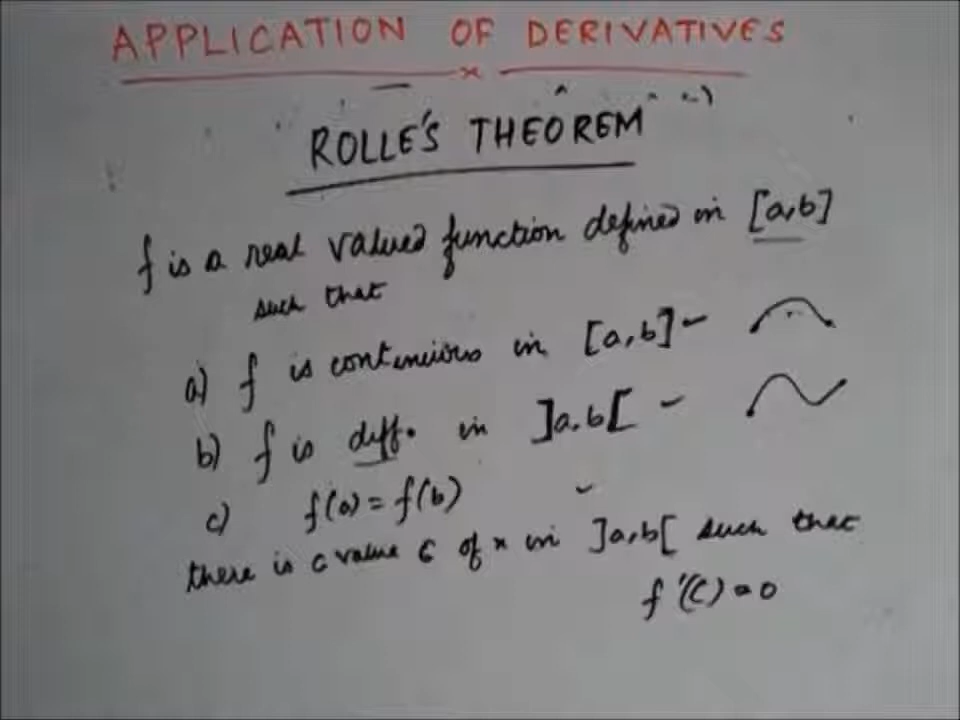 APPLICATION OF DERIVATIVES
ROLLE'S THEOREM
f is a real valued function defined in [a,b]
such that
a) f is continuous in [a,b]
b) f is diff. in ]a.b[
c) f(a) = f(b)
there is a value C of x in ]a,b[ such that
f'(C) = 0